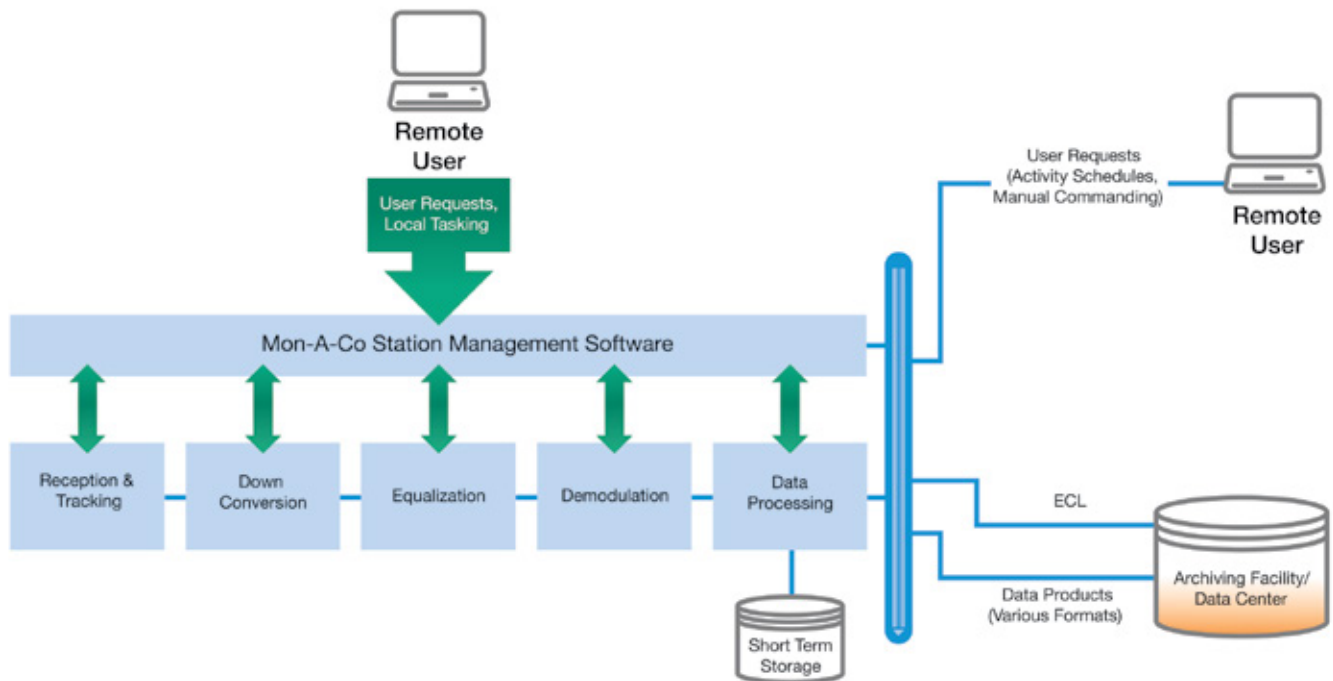 Remote
User
User Requests,
Local Tasking
User Requests
(Activity Schedules,
Manual Commanding)
Remote
User
Mon-A-Co Station Management Software
Reception &
Tracking
Down
Conversion
Equalization
Demodulation
Data
Processing
ECL
Archiving Facility/
Data Center
Data Products
(Various Formats)
Short Term
Storage